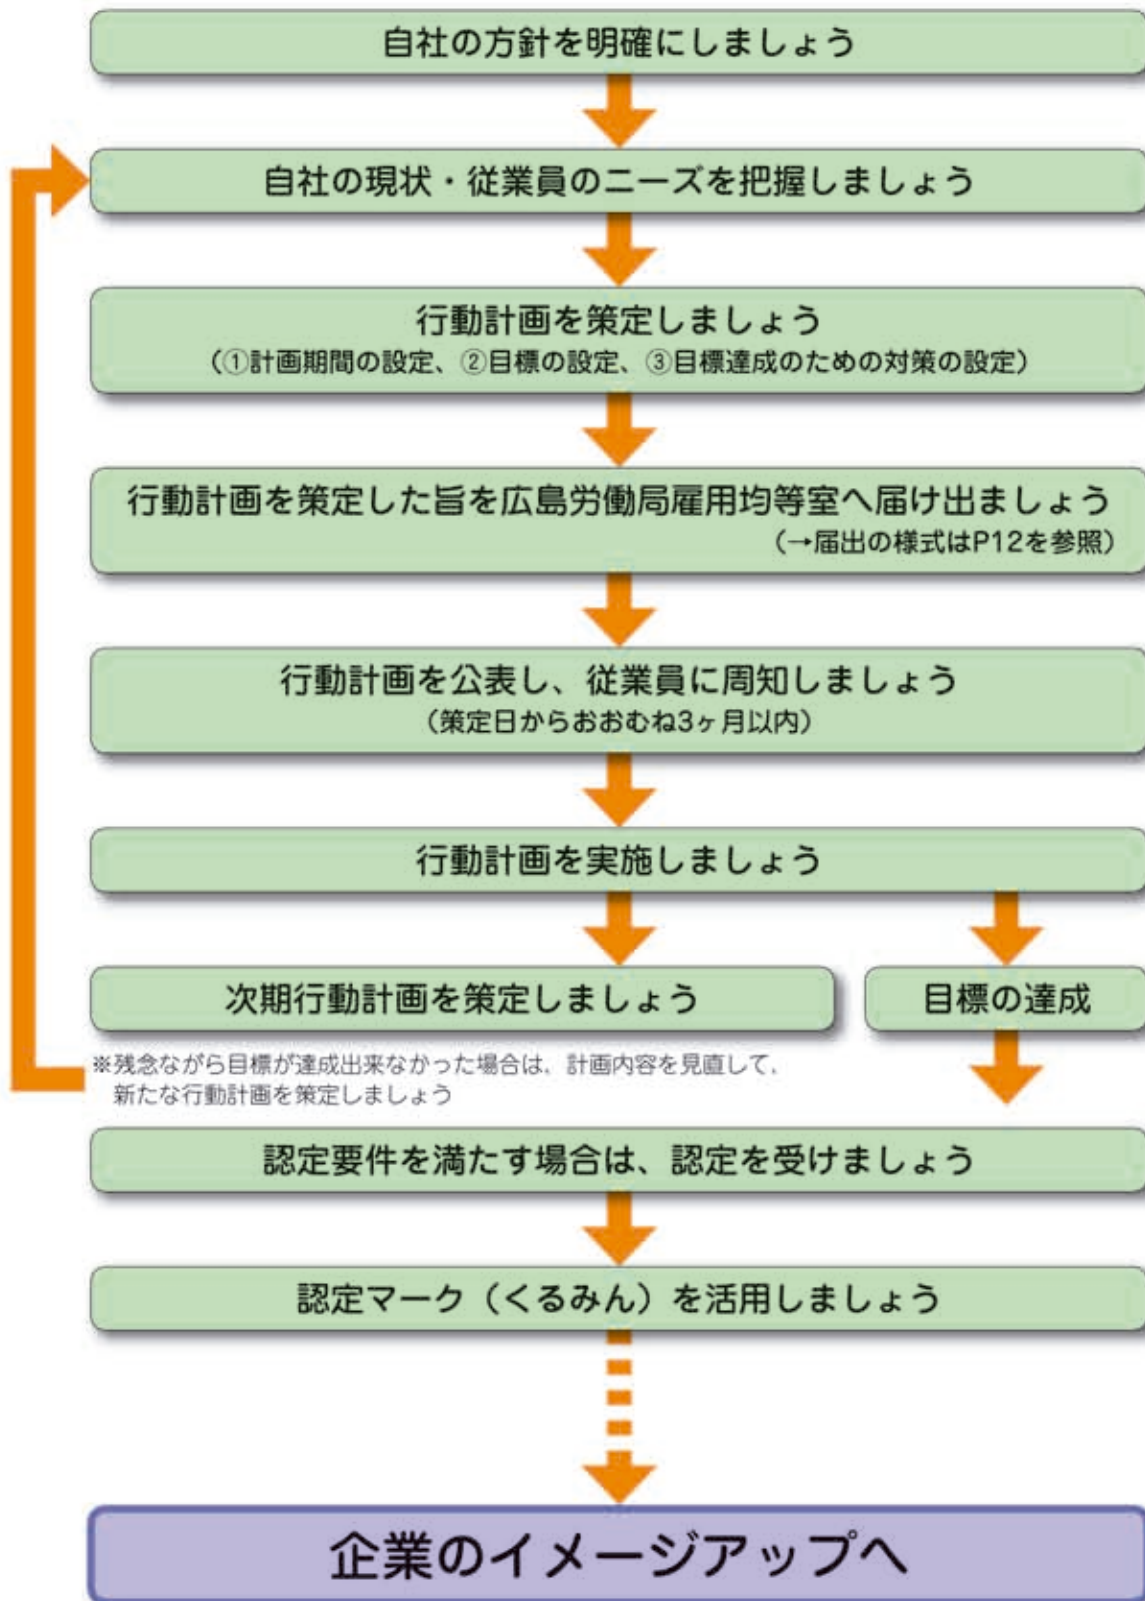 自社の方針を明確にしましょう
自社の現状・従業員のニーズを把握しましょう
行動計画を策定しましょう
（①計画期間の設定、②目標の設定、③目標達成のための対策の設定）
行動計画を策定した旨を広島労働局雇用均等室へ届け出ましょう
（→届出の様式はP12を参照）
行動計画を公表し、従業員に周知しましょう
（策定日からおおむね3ヶ月以内）
行動計画を実施しましょう
次期行動計画を策定しましょう
目標の達成
※残念ながら目標が達成出来なかった場合は、計画内容を見直して、
新たな行動計画を策定しましょう
認定要件を満たす場合は、認定を受けましょう
認定マーク（くるみん）を活用しましょう
企業のイメージアップへ